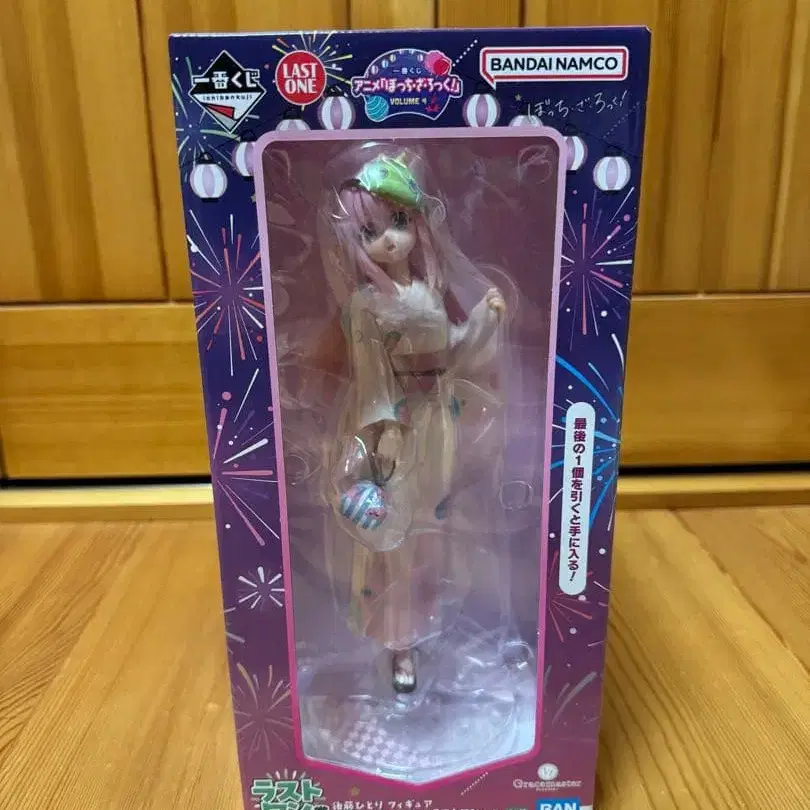 一番くじ
ichibankuji
LAST
ONE
一番くじ
アニメ「ぼっち・ざ・ろっく!」
VOLUME 4
BANDAI NAMCO
ぼっち・ざ・ろっく!
最後の1個を引くと手に入る!
ラスト
後藤ひとり フィギュア
Gracemaster
BAN